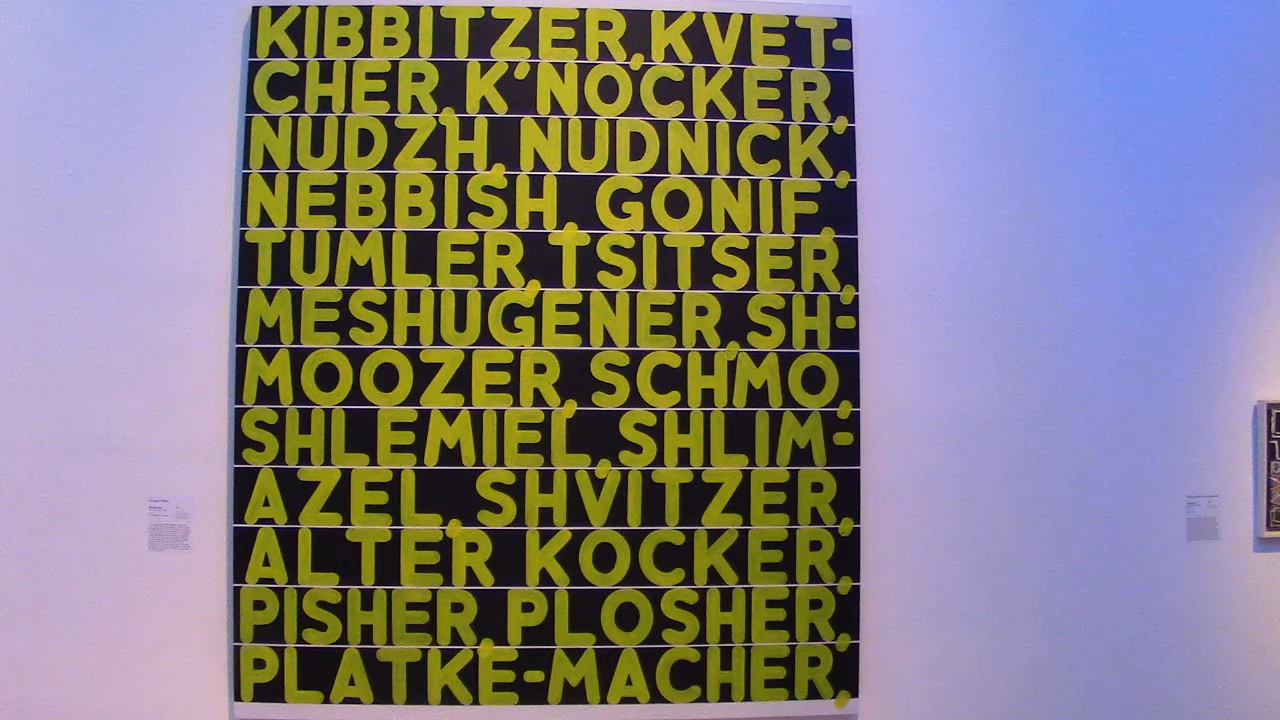 KIBBITZER, KVET-
CHER, K'NOCKER,
NUDZH, NUDNICK,
NEBBISH, GONIF,
TUMLER, TSITSER,
MESHUGENER, SH-
MOOZER, SCHMO,
SHLEMIEL, SHLIM-
AZEL, SHVITZER,
ALTER KOCKER,
PISHER, PLOSHER,
PLATKE-MACHER,